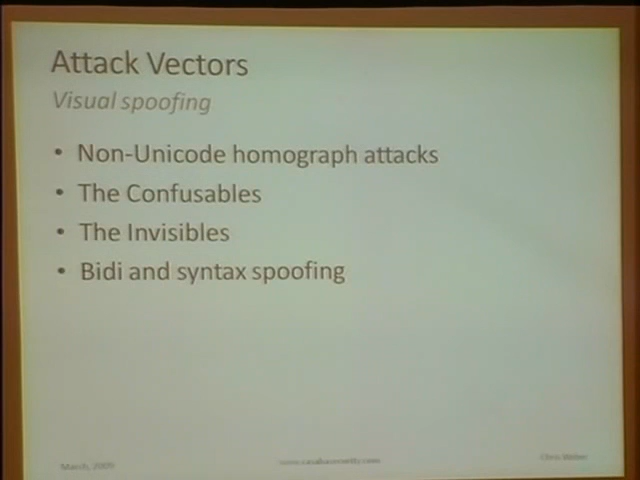 Attack Vectors
Visual spoofing
• Non-Unicode homograph attacks
• The Confusables
• The Invisibles
• Bidi and syntax spoofing
March, 2009
Chris Weber